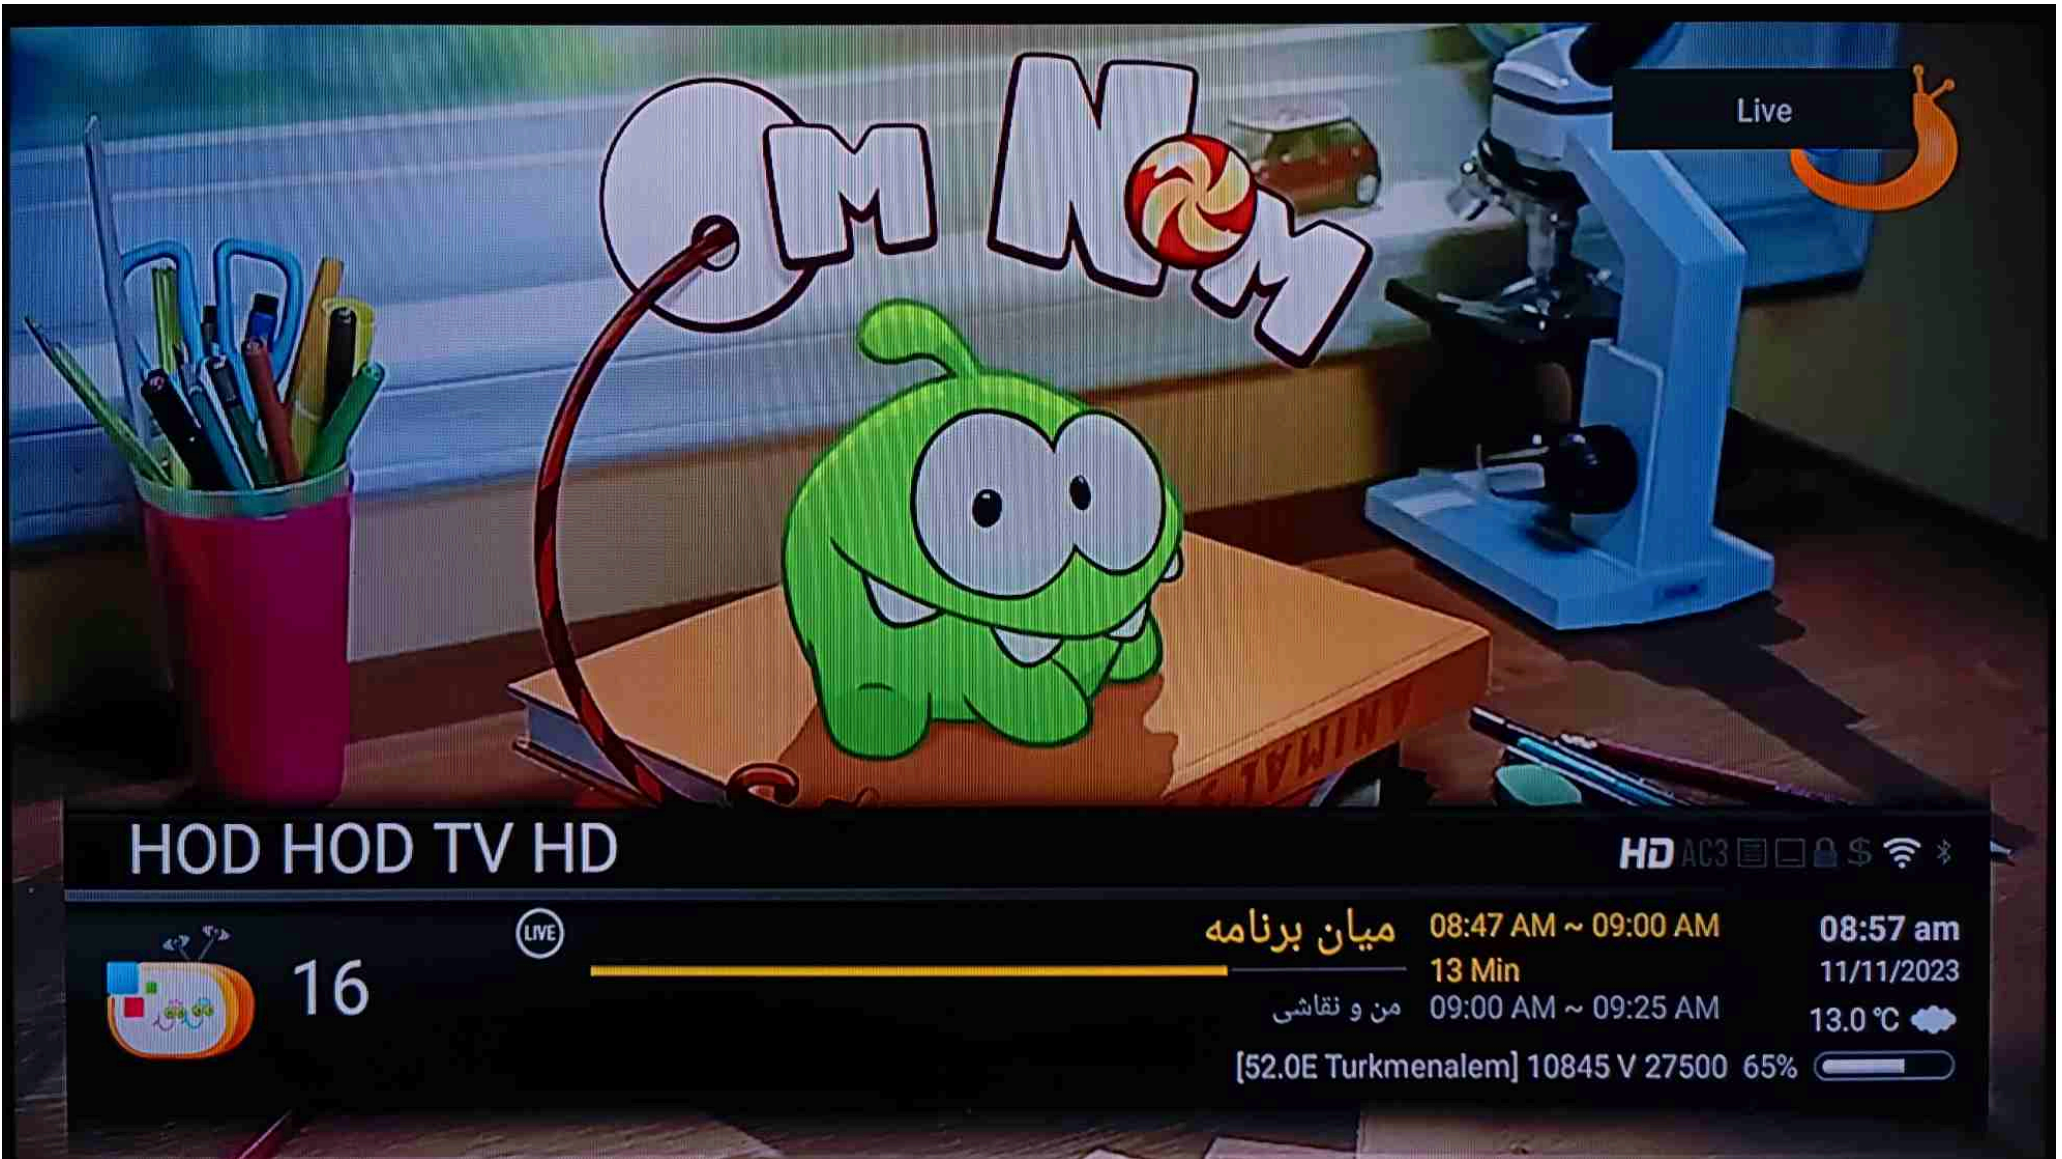 OM NOM
Live
ANIMALS
HOD HOD TV HD
HD AC3 $
LIVE
میان برنامه 08:47 AM ~ 09:00 AM
13 Min
من و نقاشی 09:00 AM ~ 09:25 AM
16
08:57 am
11/11/2023
13.0 °C
[52.0E Turkmenalem] 10845 V 27500 65%